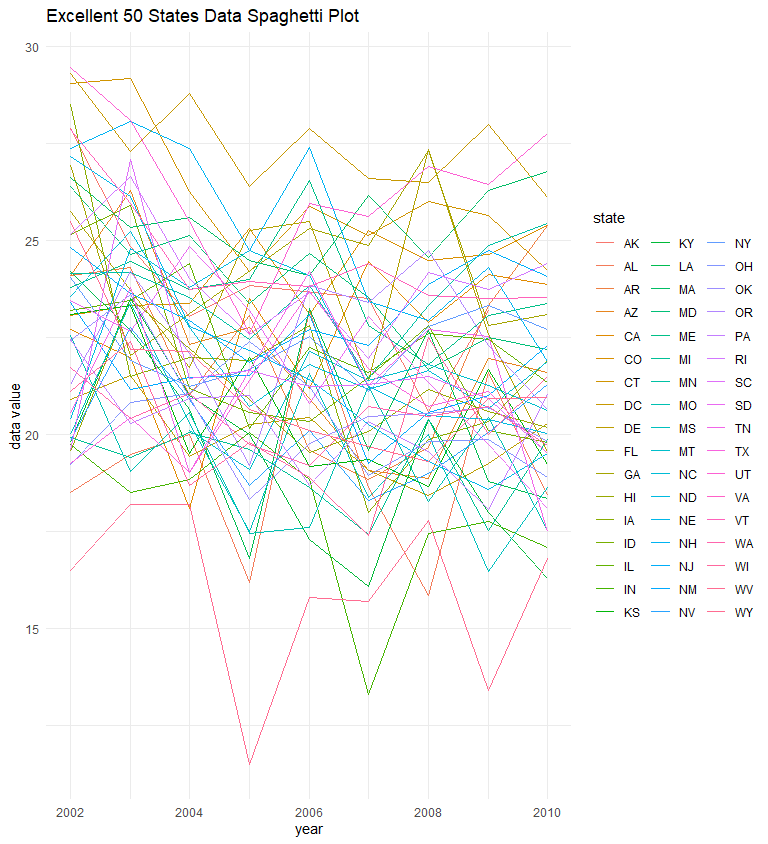 Excellent 50 States Data Spaghetti Plot
30
25
20
15
data value
2002 2004 2006 2008 2010
year
state
AK KY NY
AL LA OH
AR MA OK
AZ MD OR
CA ME PA
CO MI RI
CT MN SC
DC MO SD
DE MS TN
FL MT TX
GA NC UT
HI ND VA
IA NE VT
ID NH WA
IL NJ WI
IN NM WV
KS NV WY